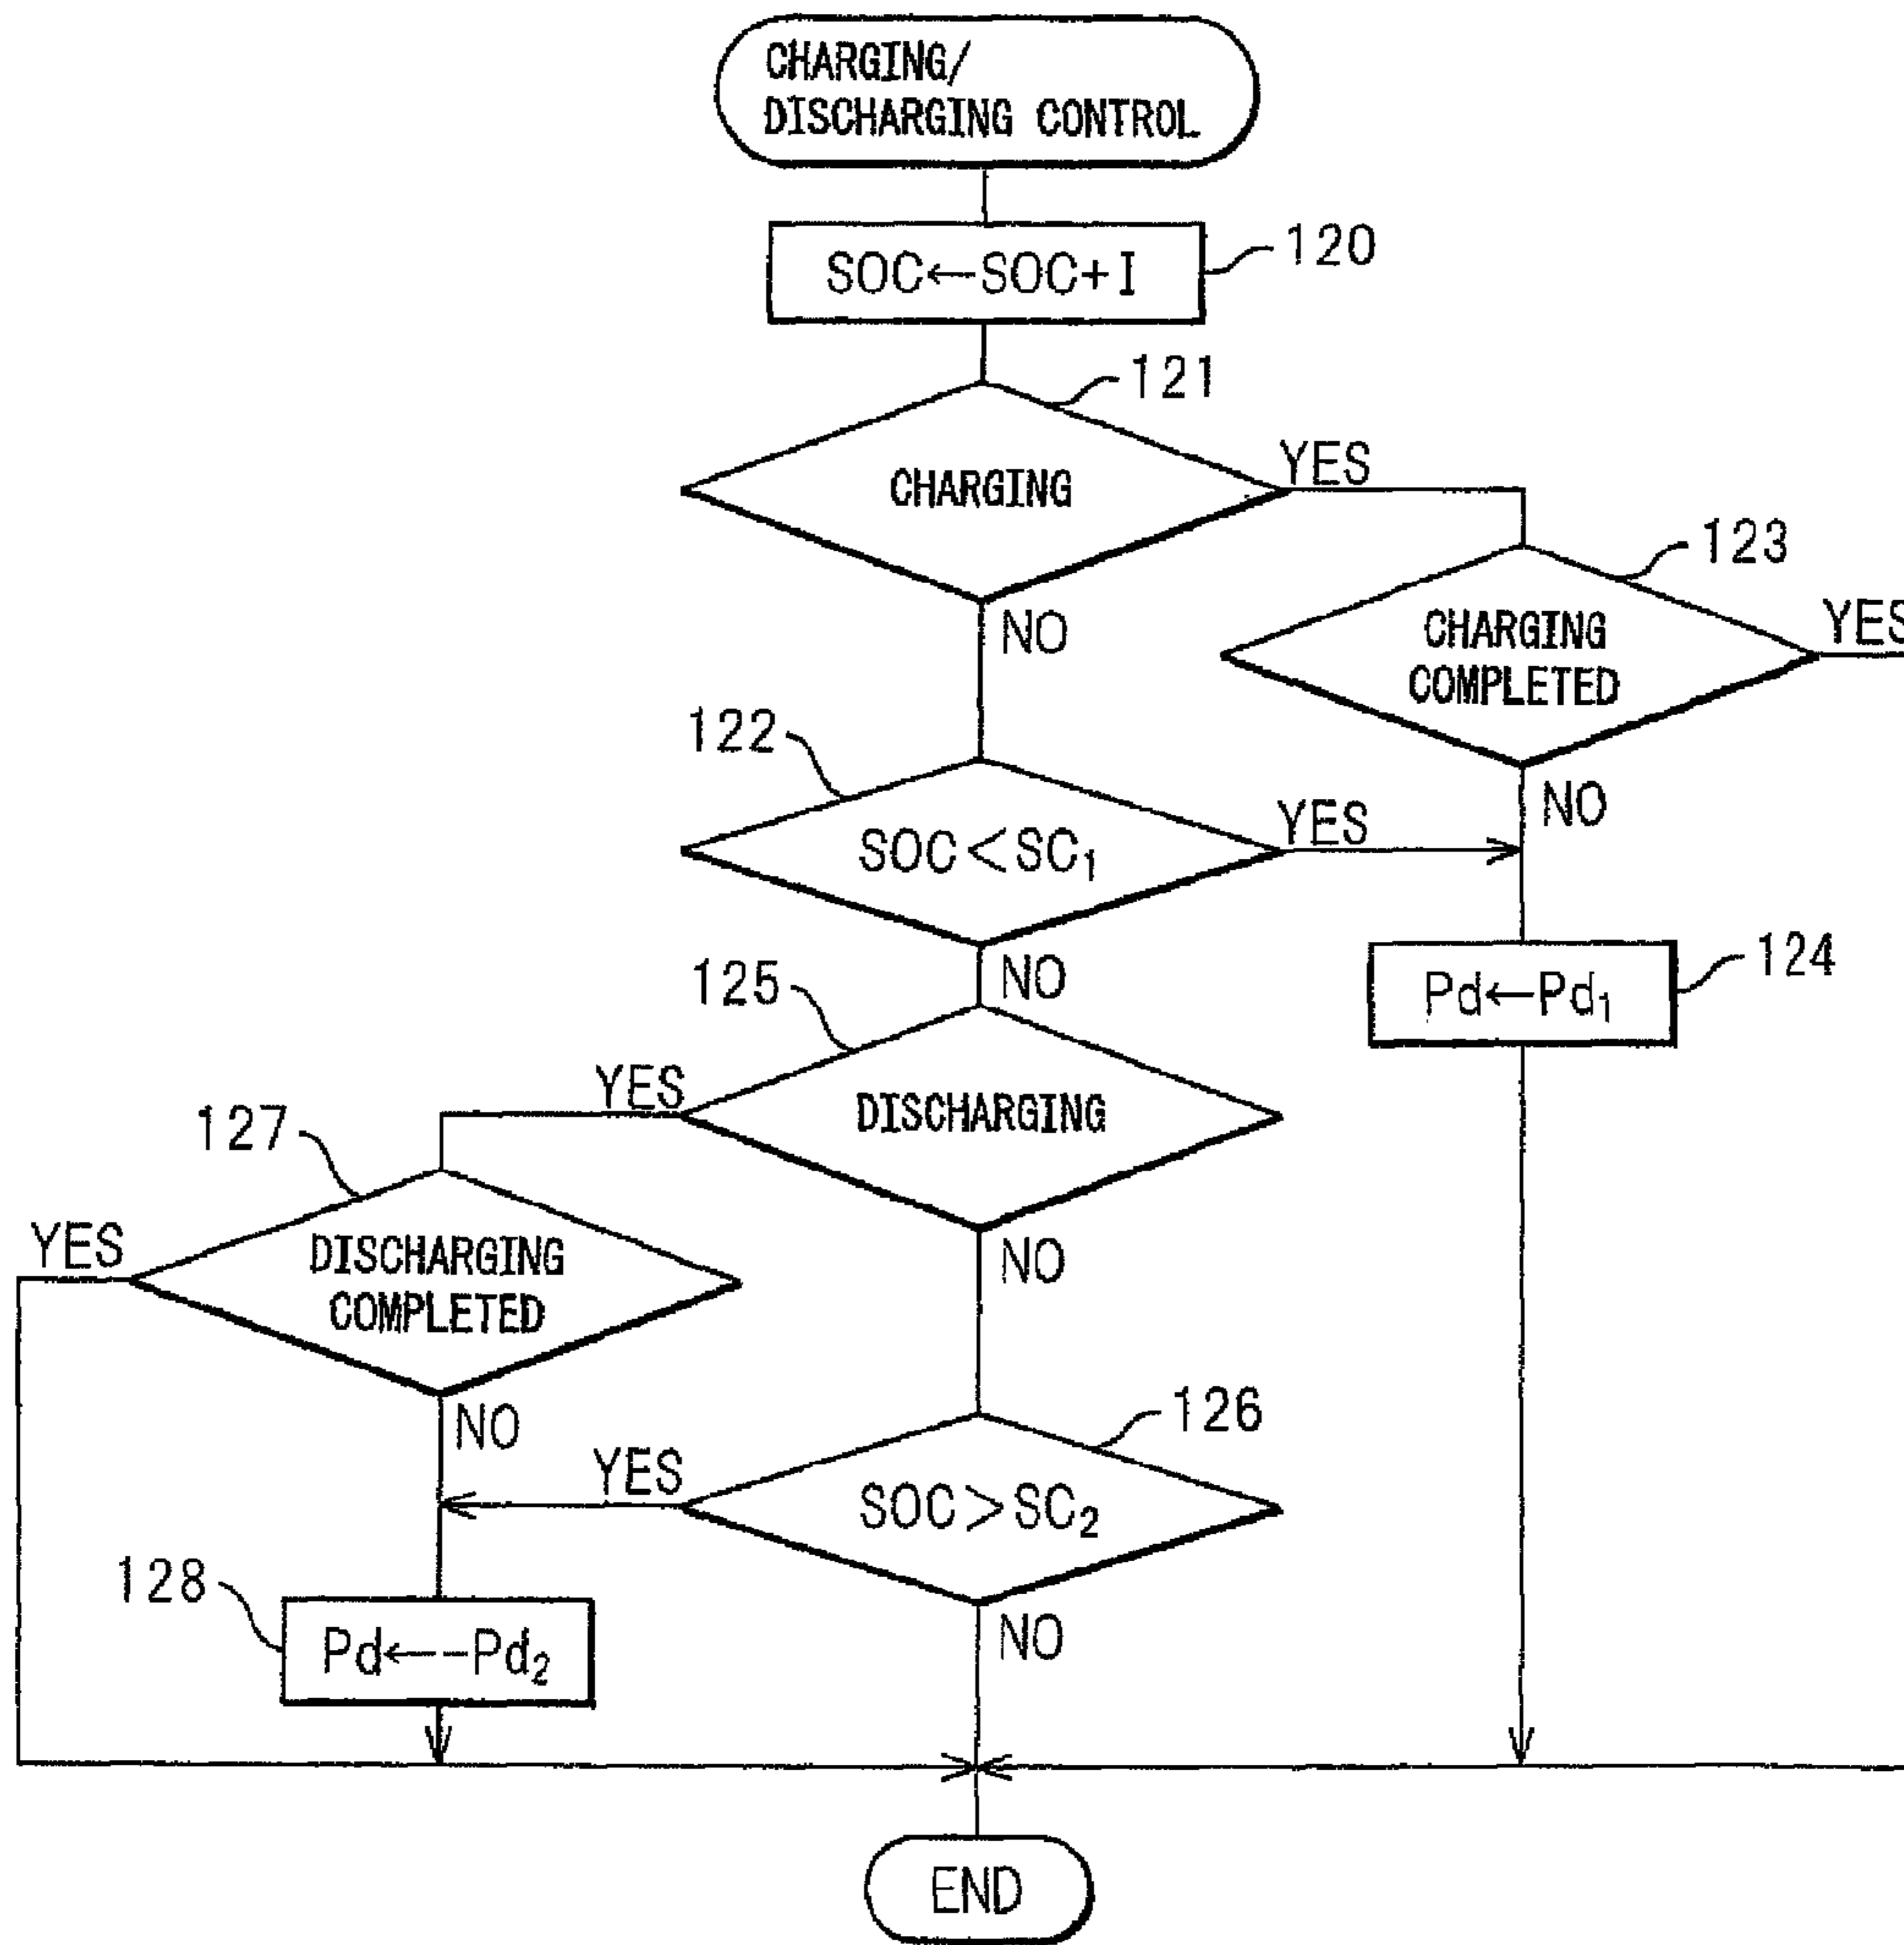 CHARGING/
DISCHARGING CONTROL
SOC←SOC+I
120
121
CHARGING
YES
NO
123
CHARGING
COMPLETED
YES
NO
122
SOC<SC₁
YES
NO
124
Pd←Pd₁
125
DISCHARGING
YES
NO
127
DISCHARGING
COMPLETED
YES
NO
126
SOC>SC₂
YES
NO
128
Pd←-Pd₂
END